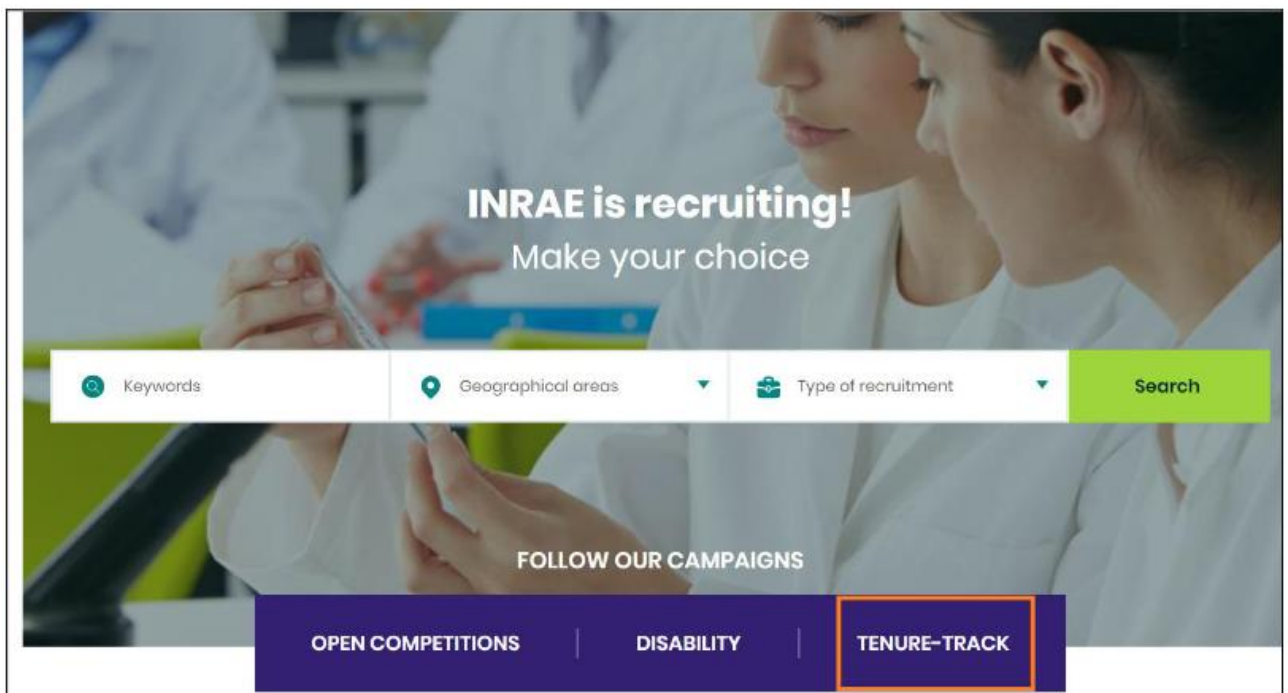 INRAE is recruiting!
Make your choice
Keywords
Geographical areas
Type of recruitment
Search
FOLLOW OUR CAMPAIGNS
OPEN COMPETITIONS
DISABILITY
TENURE-TRACK